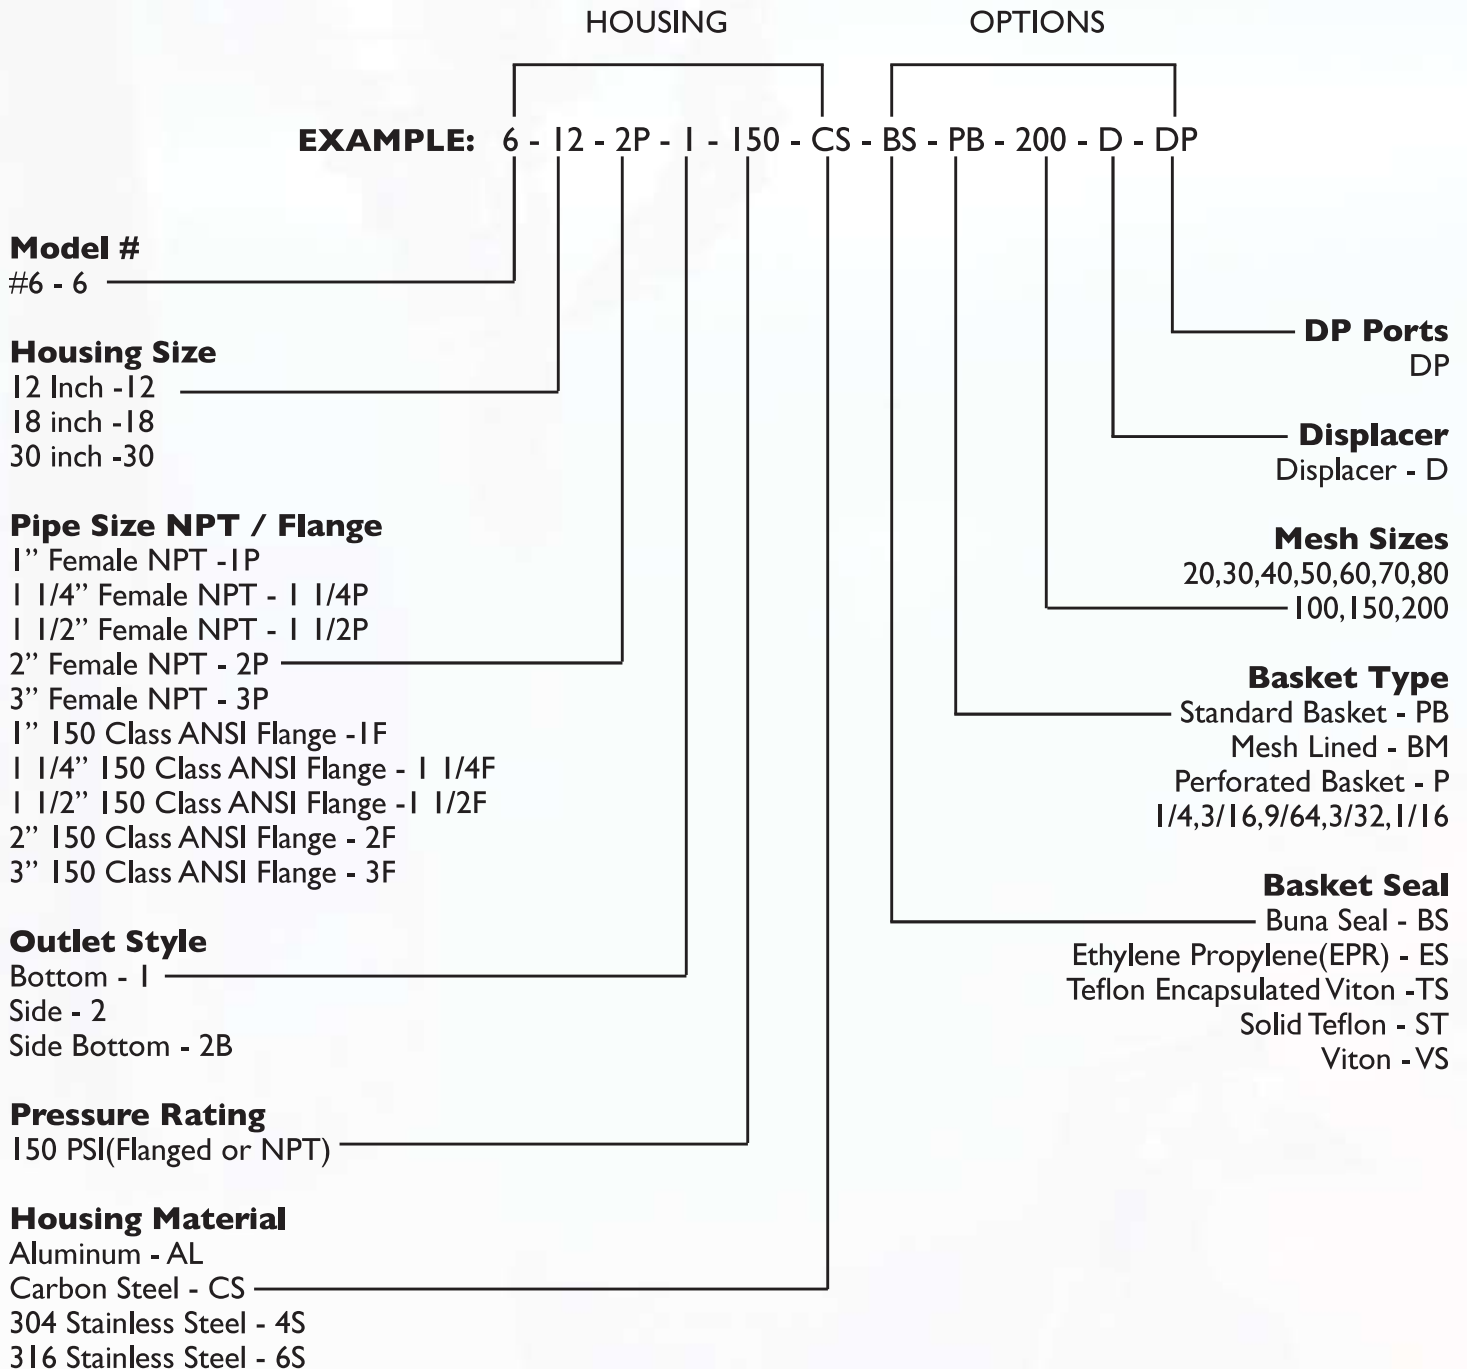 HOUSING
OPTIONS
EXAMPLE: 6 - 12 - 2P - 1 - 150 - CS - BS - PB - 200 - D - DP
Model #
#6 - 6
Housing Size
12 Inch -12
18 inch -18
30 inch -30
Pipe Size NPT / Flange
1” Female NPT -1P
1 1/4” Female NPT - 1 1/4P
1 1/2” Female NPT - 1 1/2P
2” Female NPT - 2P
3” Female NPT - 3P
1” 150 Class ANSI Flange -1F
1 1/4” 150 Class ANSI Flange - 1 1/4F
1 1/2” 150 Class ANSI Flange -1 1/2F
2” 150 Class ANSI Flange - 2F
3” 150 Class ANSI Flange - 3F
Outlet Style
Bottom - 1
Side - 2
Side Bottom - 2B
Pressure Rating
150 PSI(Flanged or NPT)
Housing Material
Aluminum - AL
Carbon Steel - CS
304 Stainless Steel - 4S
316 Stainless Steel - 6S
DP Ports
DP
Displacer
Displacer - D
Mesh Sizes
20,30,40,50,60,70,80
100,150,200
Basket Type
Standard Basket - PB
Mesh Lined - BM
Perforated Basket - P
1/4,3/16,9/64,3/32,1/16
Basket Seal
Buna Seal - BS
Ethylene Propylene(EPR) - ES
Teflon Encapsulated Viton -TS
Solid Teflon - ST
Viton - VS